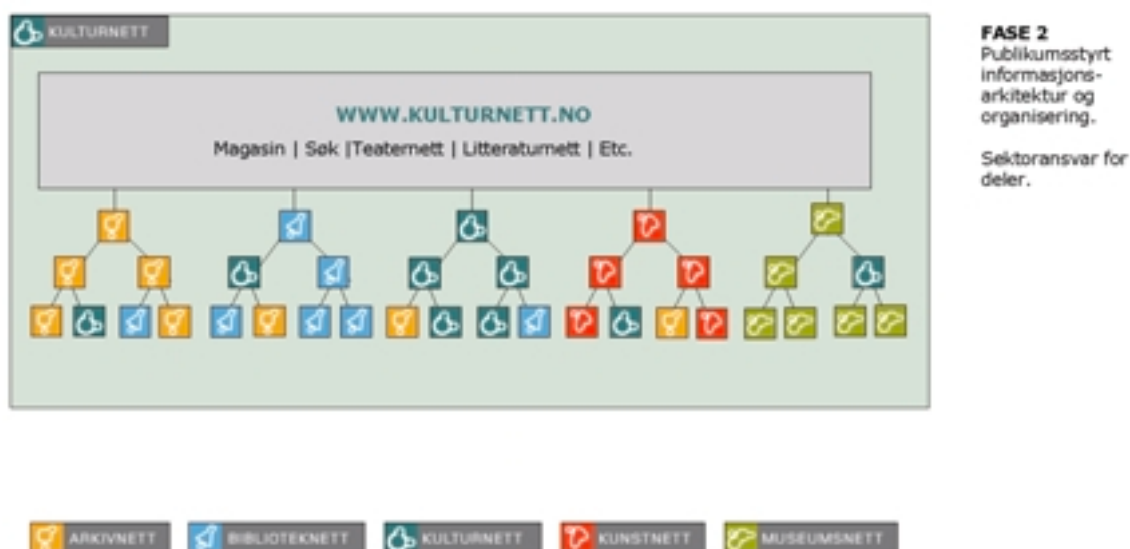 KULTURNETT
WWW.KULTURNETT.NO
Magasin | Søk |Teaternett | Litteraturnett | Etc.
FASE 2
Publikumsstyrt
informasjons-
arkitektur og
organisering.
Sektoransvar for
deler.
ARKIVNETT
BIBLIOTEKNETT
KULTURNETT
KUNSTNETT
MUSEUMSNETT